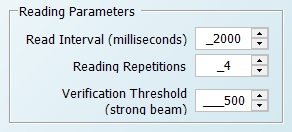 Reading Parameters
Read Interval (milliseconds) _2000
Reading Repetitions _4
Verification Threshold
(strong beam) ___500